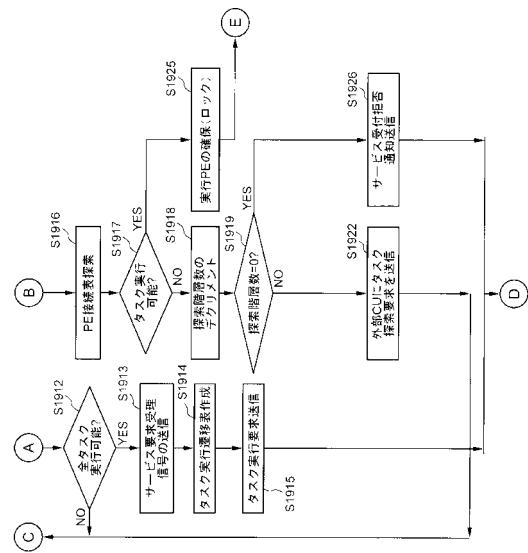 A
S1912
全タスク
実行可能?
NO
YES
C
S1913
サービス要求受理
信号の送信
S1914
タスク実行遷移表作成
タスク実行要求送信
S1915
B
S1916
PE接続表探索
S1917
タスク実行
可能?
YES
NO
S1918
探索階層数の
デクリメント
S1919
探索階層数=0?
YES
NO
S1922
外部CUにタスク
探索要求を送信
S1925
実行PEの確保(ロック)
E
S1926
サービス受付拒否
通知送信
D